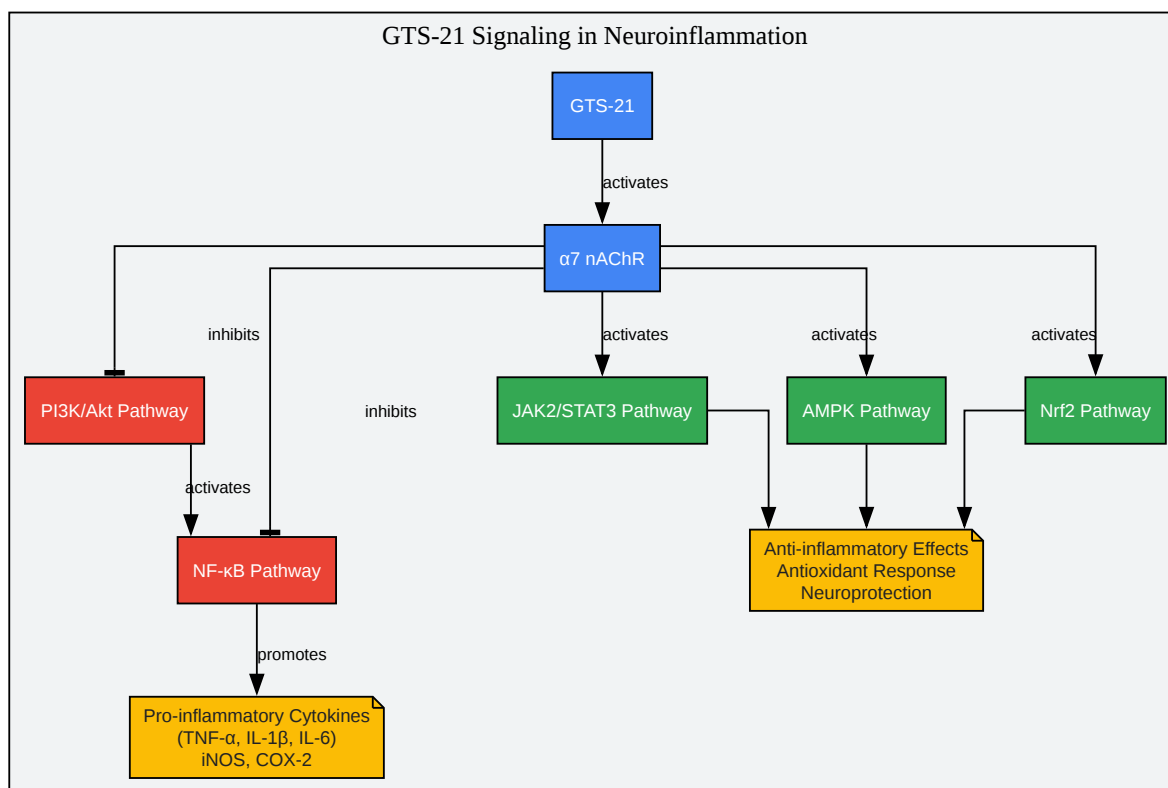 GTS-21 Signaling in Neuroinflammation
GTS-21
activates
α7 nAChR
inhibits
activates
activates
activates
PI3K/Akt Pathway
inhibits
JAK2/STAT3 Pathway
AMPK Pathway
Nrf2 Pathway
activates
NF-κB Pathway
Anti-inflammatory Effects
Antioxidant Response
Neuroprotection
promotes
Pro-inflammatory Cytokines
(TNF-α, IL-1β, IL-6)
iNOS, COX-2